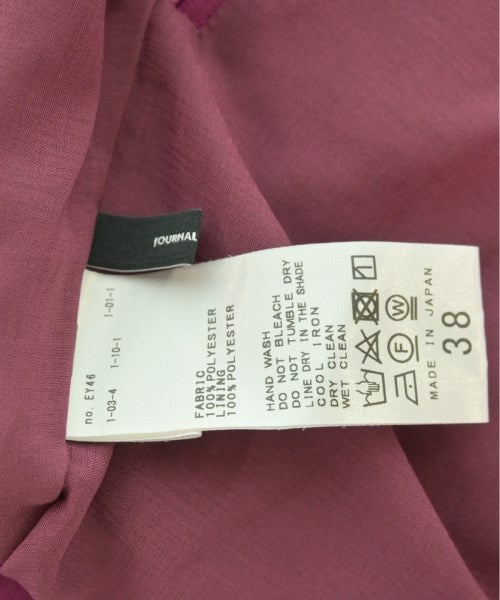 JOURNAL
no. EY46
1-03-4 1-10-1 1-01-1
FABRIC
100%POLYESTER
LINING
100%POLYESTER
HAND WASH
DO NOT BLEACH
DO NOT TUMBLE DRY
LINE DRY IN THE SHADE
COOL IRON
DRY CLEAN
WET CLEAN
F W
MADE IN JAPAN
38